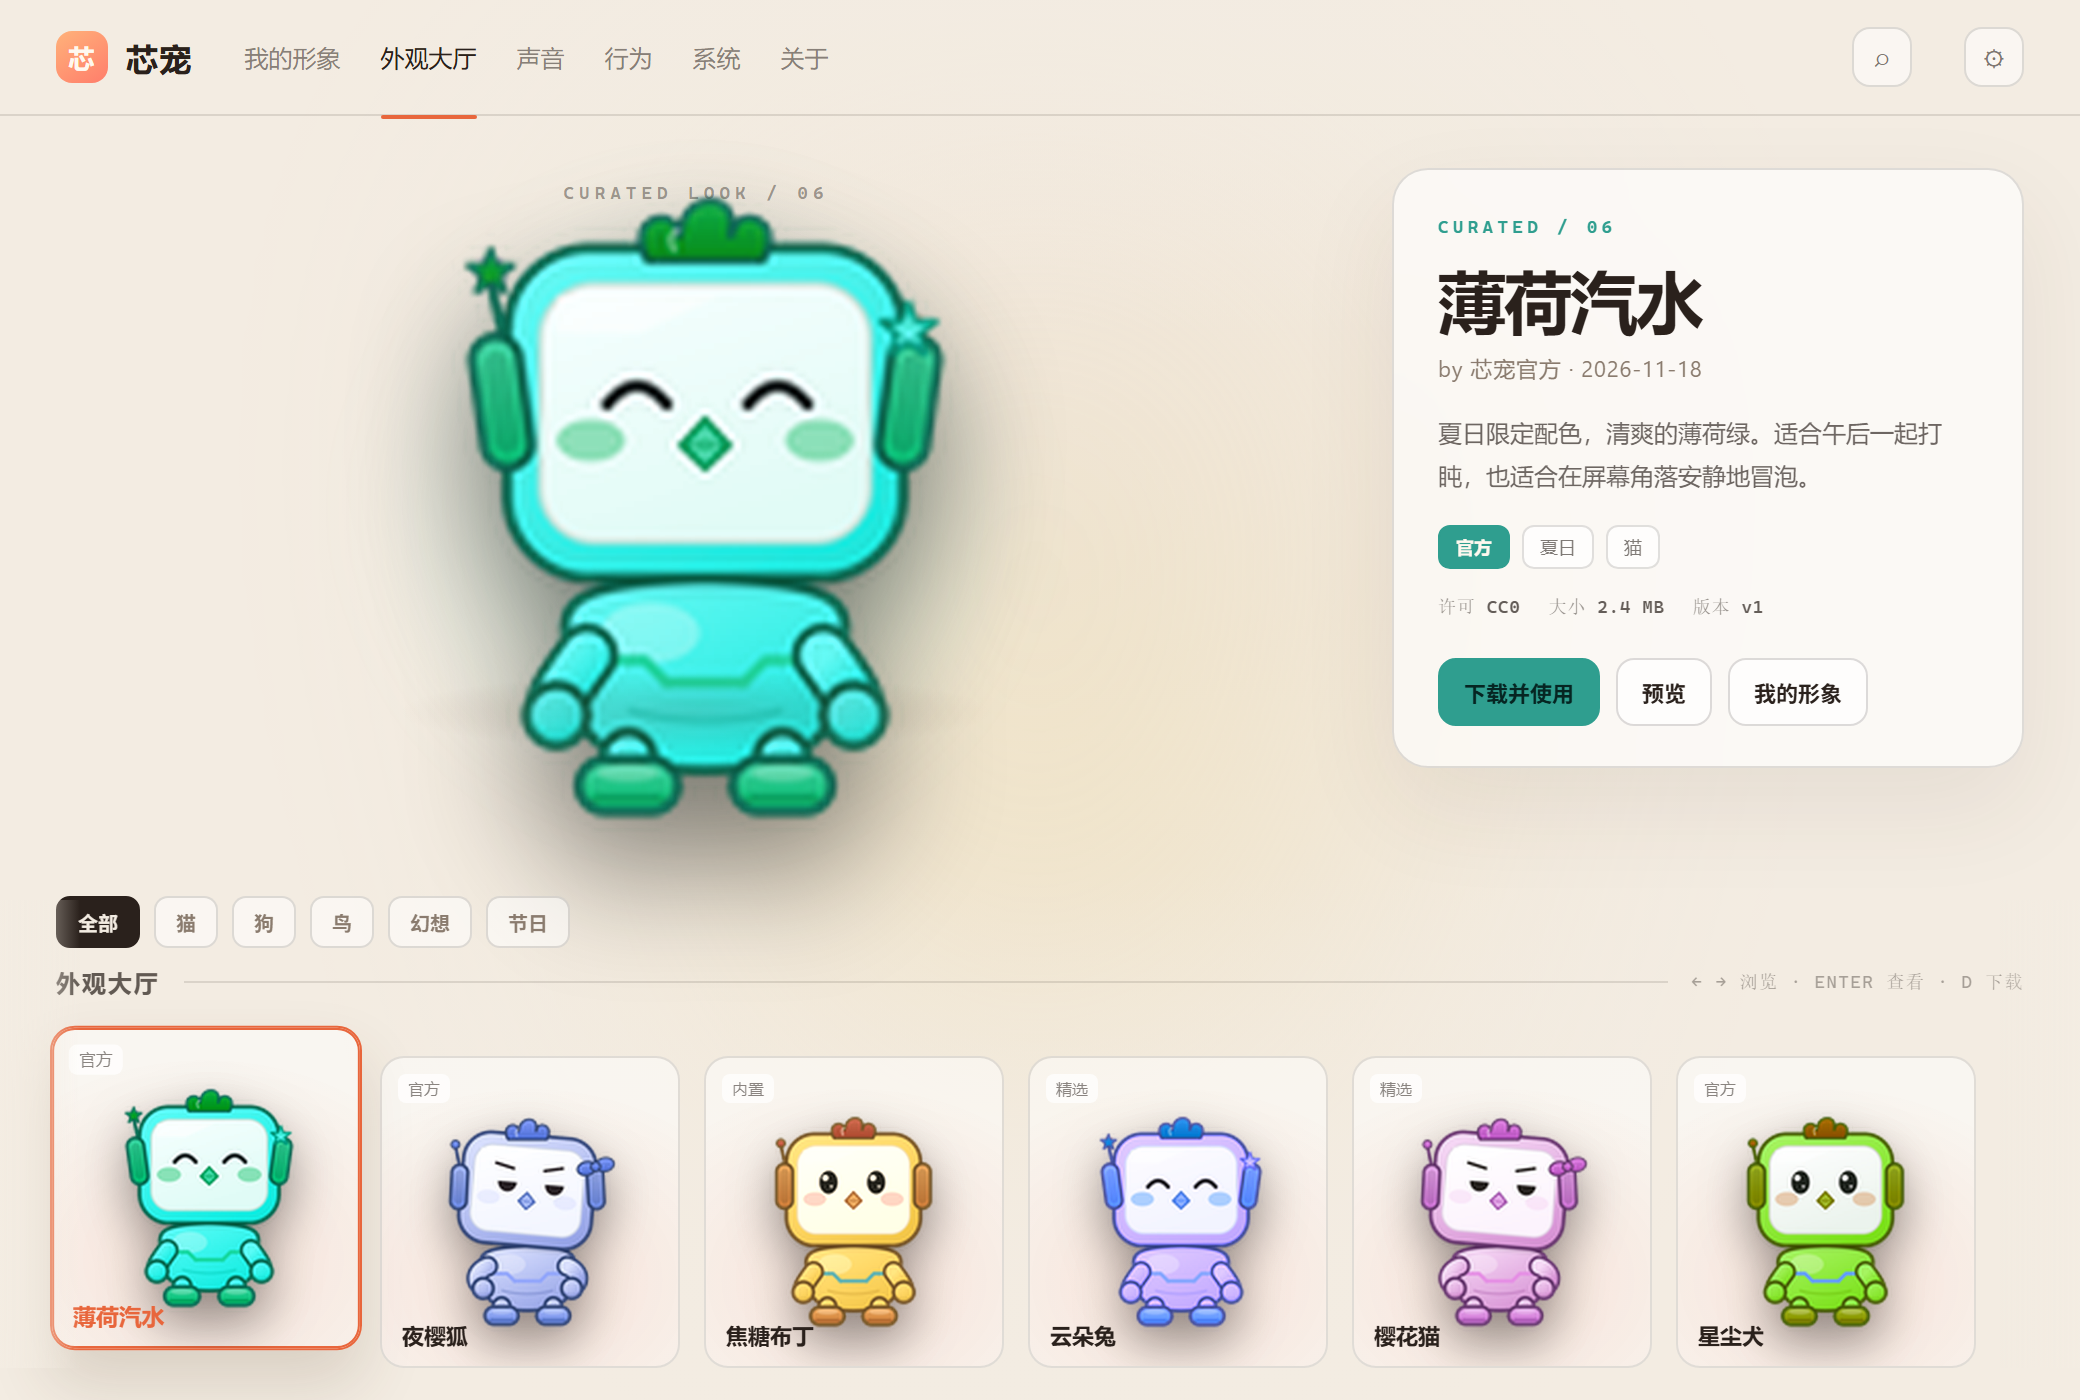 芯 芯宠 我的形象 外观大厅 声音 行为 系统 关于
CURATED LOOK / 06
CURATED / 06
薄荷汽水
by 芯宠官方 · 2026-11-18
夏日限定配色，清爽的薄荷绿。适合午后一起打
盹，也适合在屏幕角落安静地冒泡。
官方 夏日 猫
许可 CC0 大小 2.4 MB 版本 v1
下载并使用 预览 我的形象
全部 猫 狗 鸟 幻想 节日
外观大厅 ← → 浏览 · ENTER 查看 · D 下载
官方 官方 内置 精选 精选 官方
薄荷汽水 夜樱狐 焦糖布丁 云朵兔 樱花猫 星尘犬